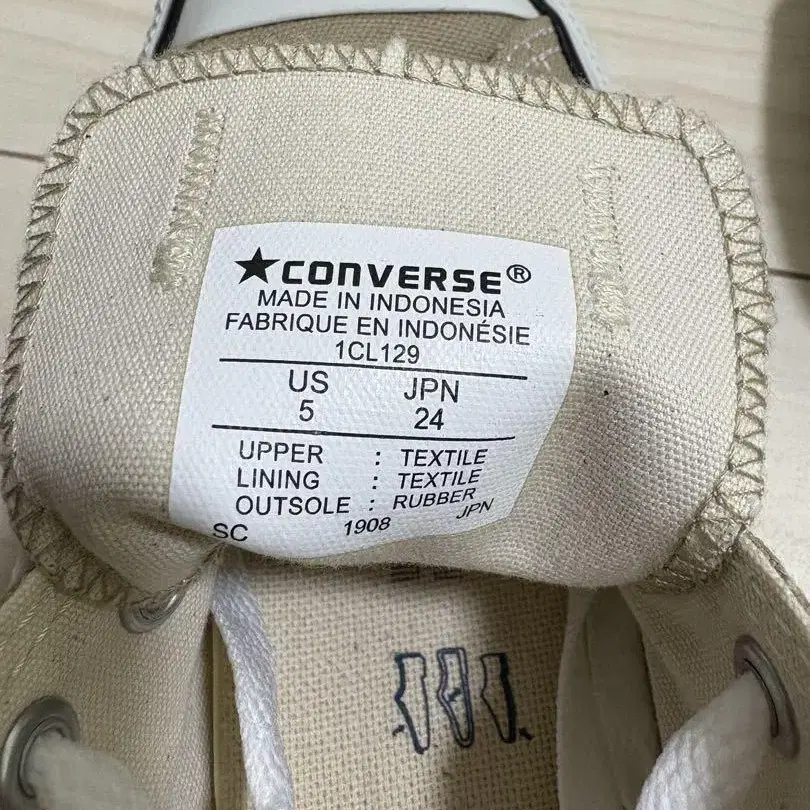 ★CONVERSE®
MADE IN INDONESIA
FABRIQUE EN INDONÉSIE
1CL129
US JPN
5 24
UPPER : TEXTILE
LINING : TEXTILE
OUTSOLE : RUBBER
SC 1908 JPN